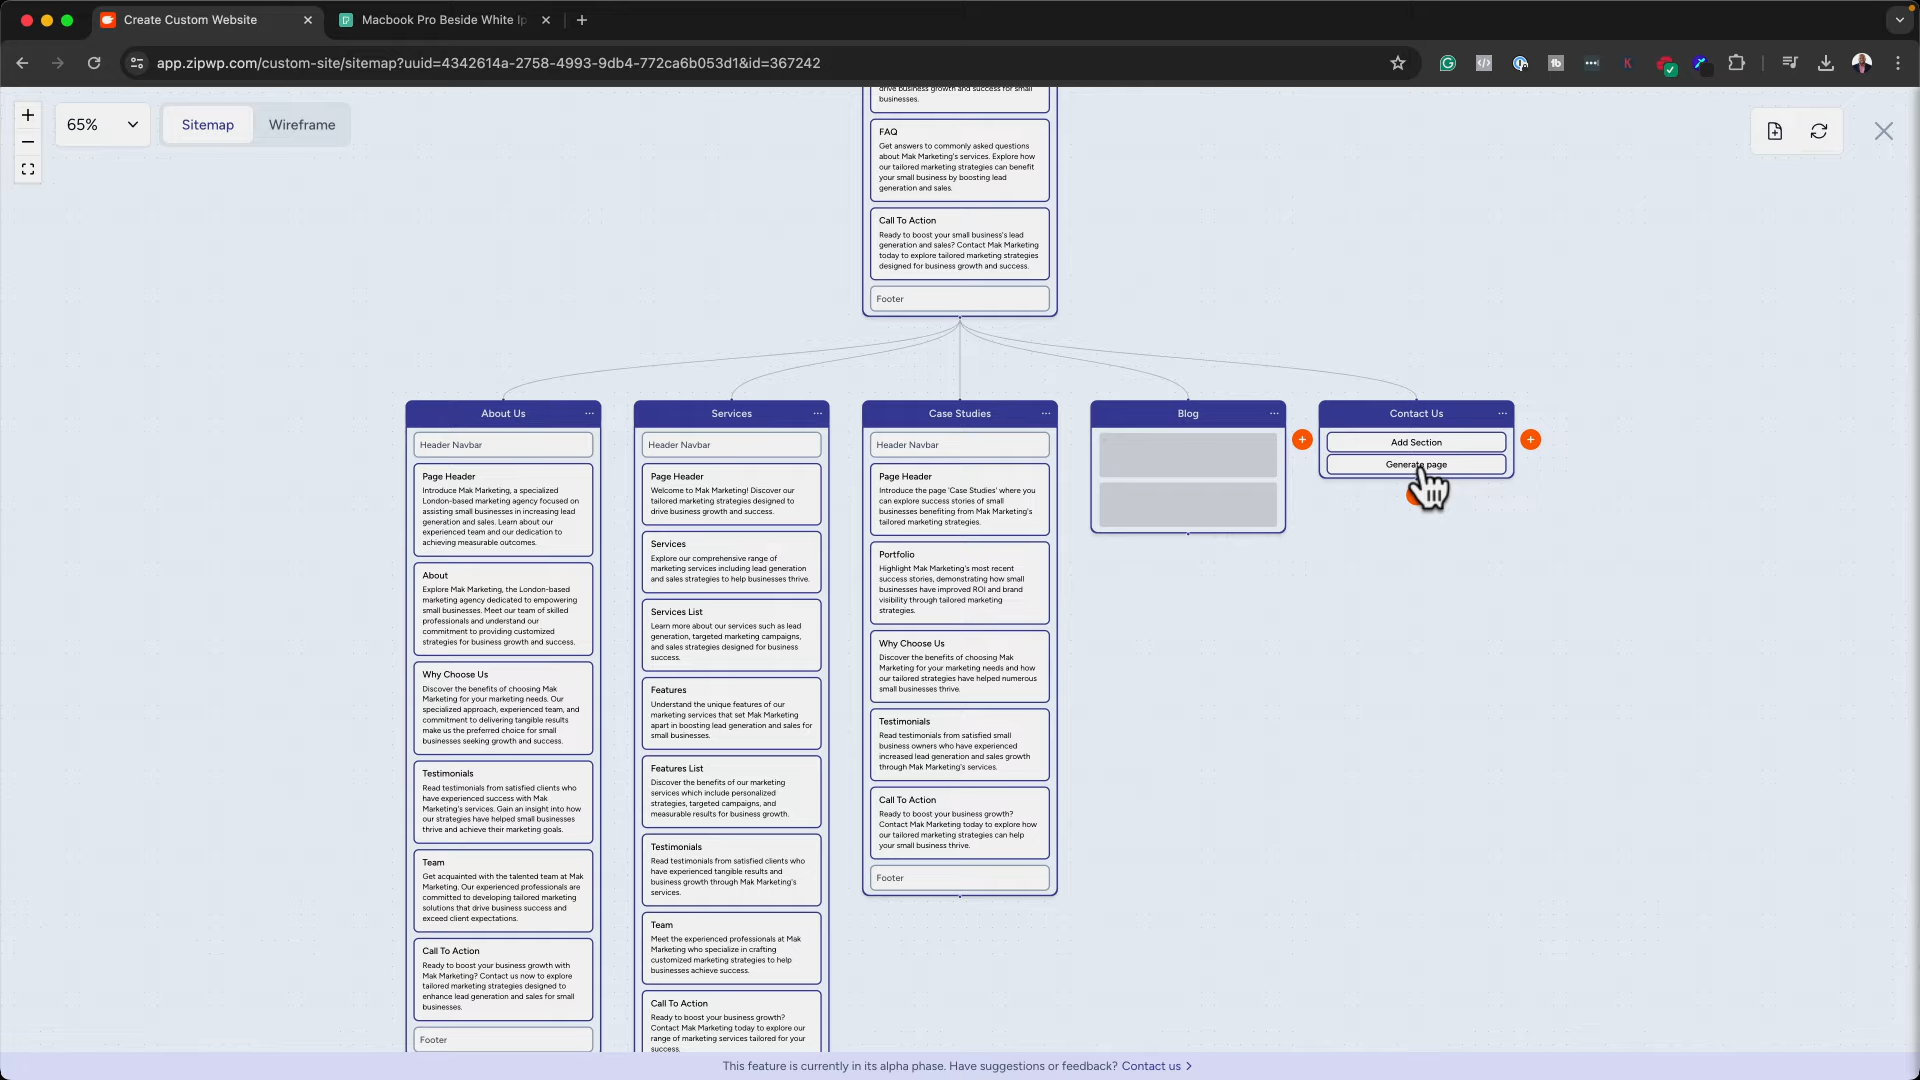 Create Custom Website
Macbook Pro Beside White Ip
app.zipwp.com/custom-site/sitemap?uuid=4342614a-2758-4993-9db4-772ca6b053d1&id=367242
65%
Sitemap
Wireframe
drive business growth and success for small
businesses.
FAQ
Get answers to commonly asked questions
about Mak Marketing's services. Explore how
our tailored marketing strategies can benefit
your small business by boosting lead
generation and sales.
Call To Action
Ready to boost your small business's lead
generation and sales? Contact Mak Marketing
today to explore tailored marketing strategies
designed for business growth and success.
Footer
About Us
Header Navbar
Page Header
Introduce Mak Marketing, a specialized
London-based marketing agency focused on
assisting small businesses in increasing lead
generation and sales. Learn about our
experienced team and our dedication to
achieving measurable outcomes.
About
Explore Mak Marketing, the London-based
marketing agency dedicated to empowering
small businesses. Meet our team of skilled
professionals and understand our
commitment to providing customized
strategies for business growth and success.
Why Choose Us
Discover the benefits of choosing Mak
Marketing for your marketing needs. Our
specialized approach, experienced team, and
commitment to delivering tangible results
make us the preferred choice for small
businesses seeking growth and success.
Testimonials
Read testimonials from satisfied clients who
have experienced success with Mak
Marketing's services. Gain an insight into how
our strategies have helped small businesses
thrive and achieve their marketing goals.
Team
Get acquainted with the talented team at Mak
Marketing. Our experienced professionals are
committed to developing tailored marketing
solutions that drive business success and
exceed client expectations.
Call To Action
Ready to boost your business growth with
Mak Marketing? Contact us now to explore
tailored marketing strategies designed to
enhance lead generation and sales for small
businesses.
Footer
Services
Header Navbar
Page Header
Welcome to Mak Marketing! Discover our
tailored marketing strategies designed to
drive business growth and success.
Services
Explore our comprehensive range of
marketing services including lead generation
and sales strategies to help businesses thrive.
Services List
Learn more about our services such as lead
generation, targeted marketing campaigns,
and sales strategies designed for business
success.
Features
Understand the unique features of our
marketing services that set Mak Marketing
apart in boosting lead generation and sales for
small businesses.
Features List
Discover the benefits of our marketing
services which include personalized
strategies, targeted campaigns, and
measurable results for business growth.
Testimonials
Read testimonials from satisfied clients who
have experienced tangible results and
business growth through Mak Marketing's
services.
Team
Meet the experienced professionals at Mak
Marketing who specialize in crafting
customized marketing strategies to help
businesses achieve success.
Call To Action
Ready to boost your business growth?
Contact Mak Marketing today to explore our
range of marketing services tailored for your
success.
Case Studies
Header Navbar
Page Header
Introduce the page 'Case Studies' where you
can explore success stories of small
businesses benefiting from Mak Marketing's
tailored marketing strategies.
Portfolio
Highlight Mak Marketing's most recent
success stories, demonstrating how small
businesses have improved ROI and brand
visibility through tailored marketing
strategies.
Why Choose Us
Discover the benefits of choosing Mak
Marketing for your marketing needs and how
our tailored strategies have helped numerous
small businesses thrive.
Testimonials
Read testimonials from satisfied small
business owners who have experienced
increased lead generation and sales growth
through Mak Marketing's services.
Call To Action
Ready to boost your business growth?
Contact Mak Marketing today to explore how
our tailored marketing strategies can help
your small business thrive.
Footer
Blog
Contact Us
Add Section
Generate page
This feature is currently in its alpha phase. Have suggestions or feedback? Contact us >